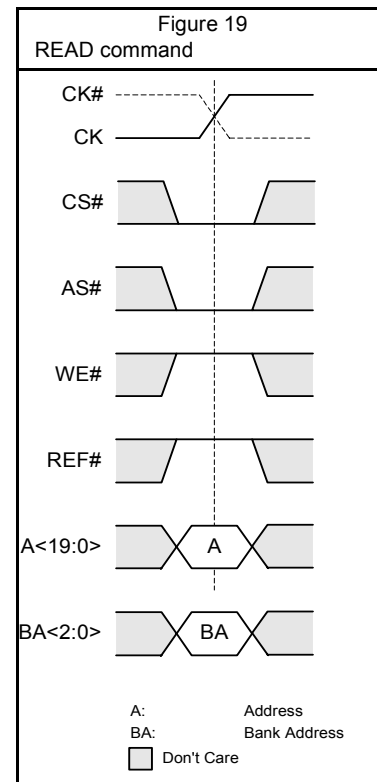 Figure 19
READ command
CK#
CK
CS#
AS#
WE#
REF#
A<19:0>
A
BA<2:0>
BA
A: Address
BA: Bank Address
Don't Care